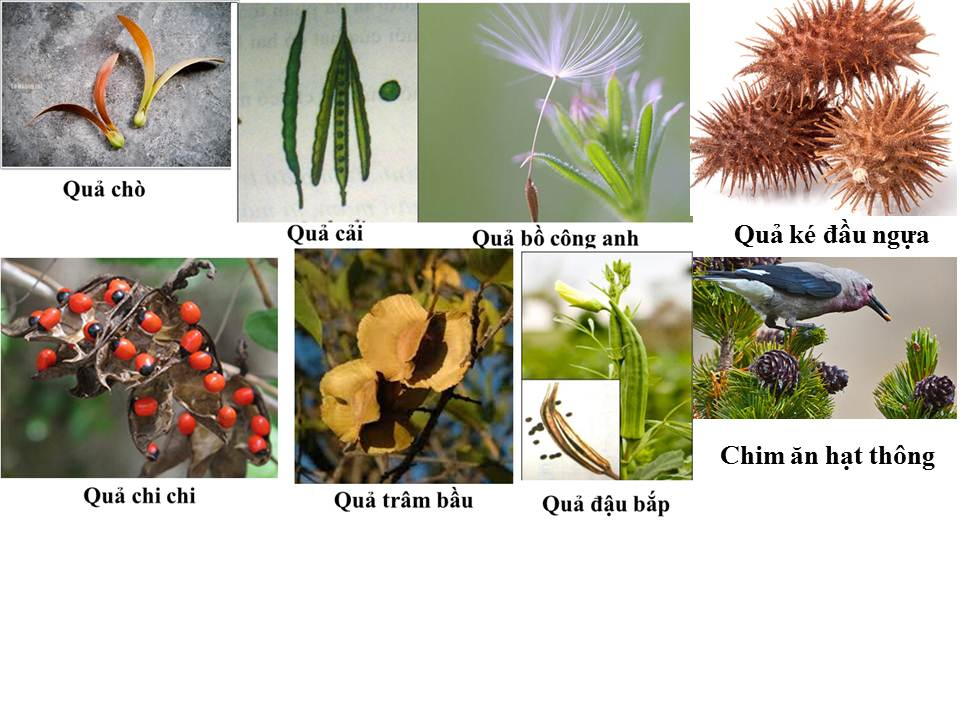 Quả chò
Quả cải
Quả bồ công anh
Quả ké đầu ngựa
Quả chi chi
Quả trâm bầu
Quả đậu bắp
Chim ăn hạt thông